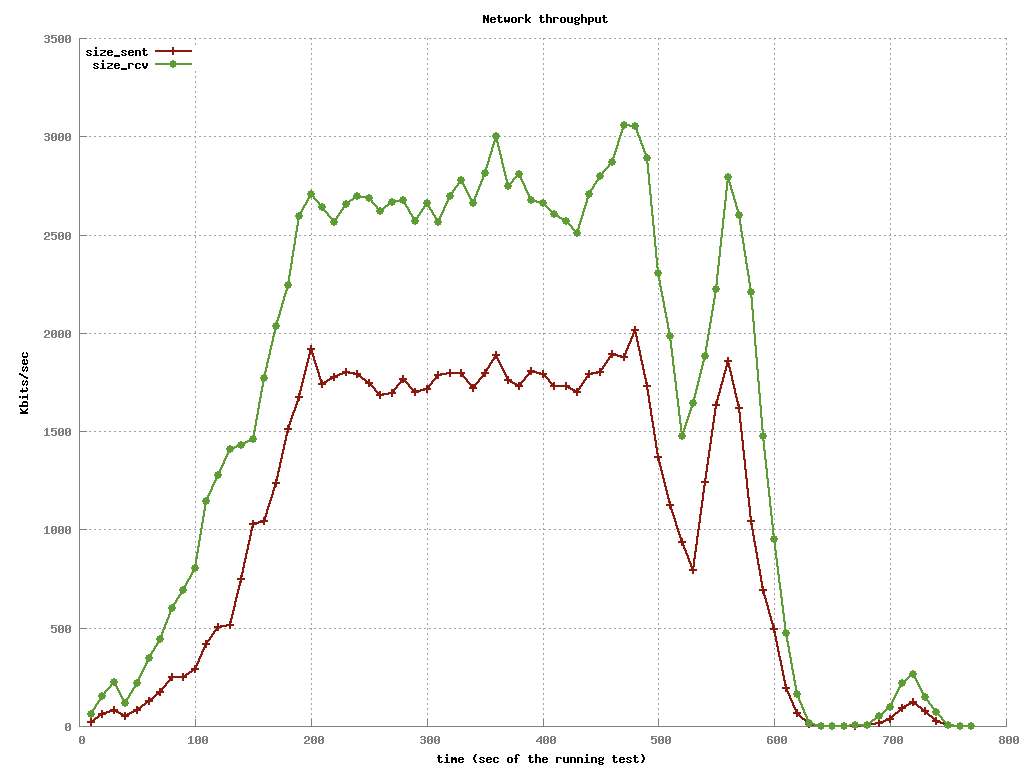 Network throughput
size_sent
size_rcv
3500
3000
2500
2000
1500
1000
500
0
Kbits/sec
0 100 200 300 400 500 600 700 800
time (sec of the running test)